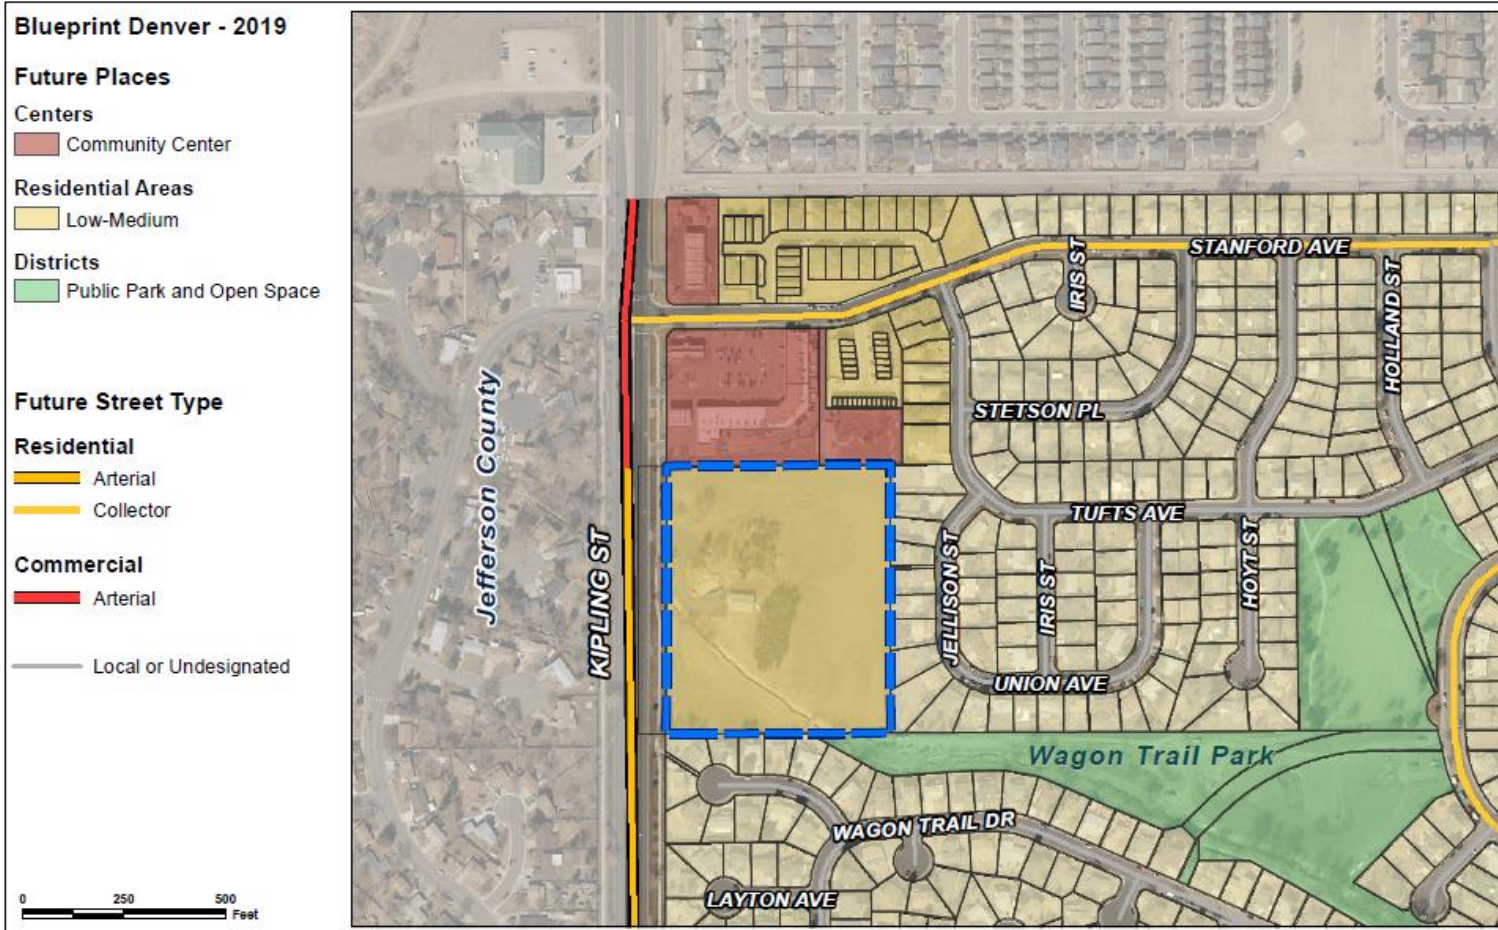 Blueprint Denver - 2019
Future Places
Centers
Community Center
Residential Areas
Low-Medium
Districts
Public Park and Open Space
Future Street Type
Residential
Arterial
Collector
Commercial
Arterial
Local or Undesignated
0 250 500
Feet
Jefferson County
KIPLING ST
STANFORD AVE
IRIS ST
HOLLAND ST
STETSON PL
TUFTS AVE
JELLISON ST
IRIS ST
HOYT ST
UNION AVE
Wagon Trail Park
WAGON TRAIL DR
LAYTON AVE